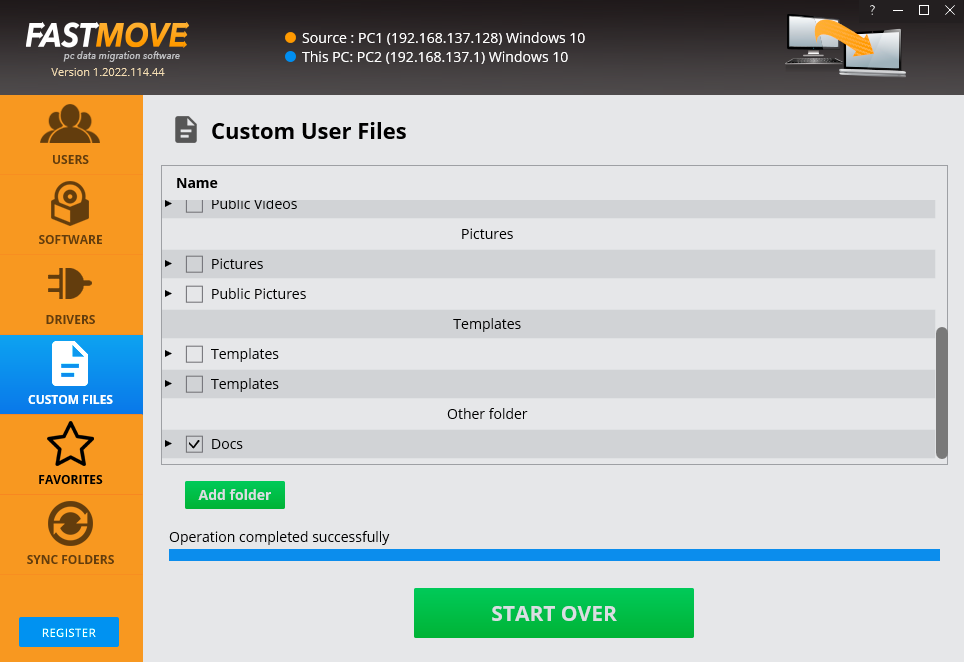 ?
FASTMOVE
pc data migration software
Version 1.2022.114.44
Source : PC1 (192.168.137.128) Windows 10
This PC: PC2 (192.168.137.1) Windows 10
USERS
SOFTWARE
DRIVERS
CUSTOM FILES
FAVORITES
SYNC FOLDERS
REGISTER
Custom User Files
Name
Public Videos
Pictures
Pictures
Public Pictures
Templates
Templates
Templates
Other folder
Docs
Add folder
Operation completed successfully
START OVER